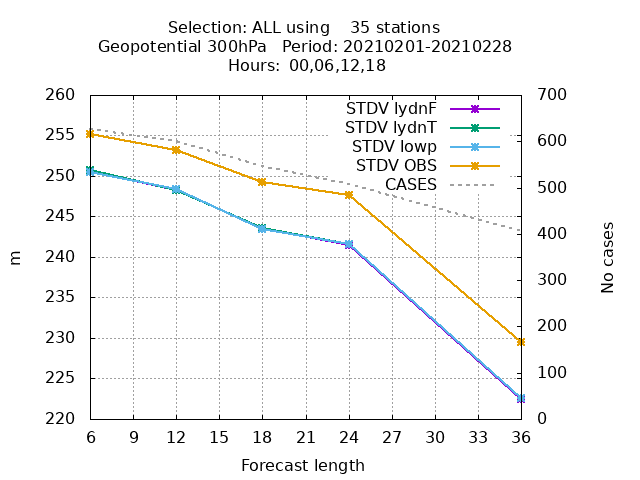 Selection: ALL using    35 stations
Geopotential 300hPa   Period: 20210201-20210228
Hours: 00,06,12,18
STDV lydnF
STDV lydnT
STDV lowp
STDV OBS
CASES
260
255
250
245
240
235
230
225
220
700
600
500
400
300
200
100
0
m
No cases
6 9 12 15 18 21 24 27 30 33 36
Forecast length